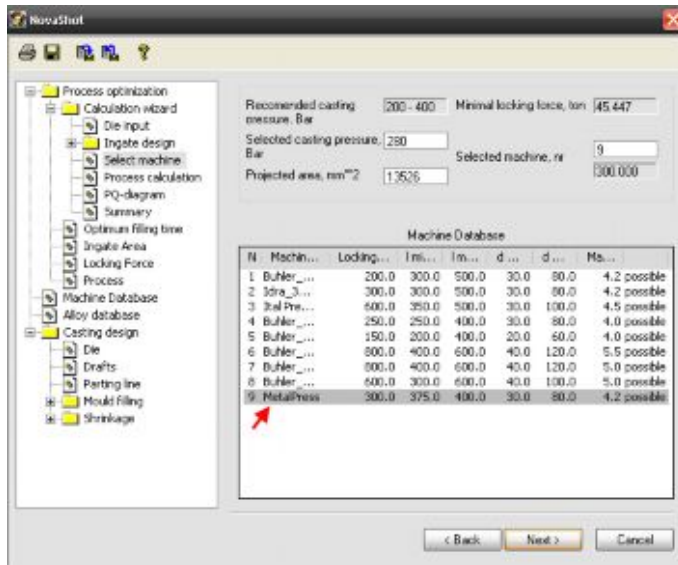 NovaShot
Process optimization
Calculation wizard
Die input
Ingate design
Select machine
Process calculation
PQ-diagram
Summary
Optimum filling time
Ingate Area
Locking Force
Process
Machine Database
Alloy database
Casting design
Die
Drafts
Parting line
Mould filling
Shrinkage
Recomended casting pressure, Bar
200 - 400
Minimal locking force, ton
45.447
Selected casting pressure, Bar
280
Selected machine, nr
9
300.000
Projected area, mm**2
13526
Machine Database
N Machin... Locking... l mi... l m... d ... d ... Ma...
1 Buhler_... 200.0 300.0 500.0 30.0 80.0 4.2 possible
2 Idra_3... 300.0 300.0 500.0 30.0 80.0 4.2 possible
3 Ital Pre... 600.0 350.0 500.0 30.0 100.0 4.5 possible
4 Buhler_... 250.0 250.0 400.0 30.0 80.0 4.0 possible
5 Buhler_... 150.0 200.0 400.0 20.0 60.0 4.0 possible
6 Buhler_... 800.0 400.0 600.0 40.0 120.0 5.5 possible
7 Buhler_... 800.0 400.0 600.0 40.0 120.0 5.0 possible
8 Buhler_... 600.0 300.0 600.0 40.0 100.0 5.0 possible
9 MetalPress 300.0 375.0 400.0 30.0 80.0 4.2 possible
< Back
Next >
Cancel